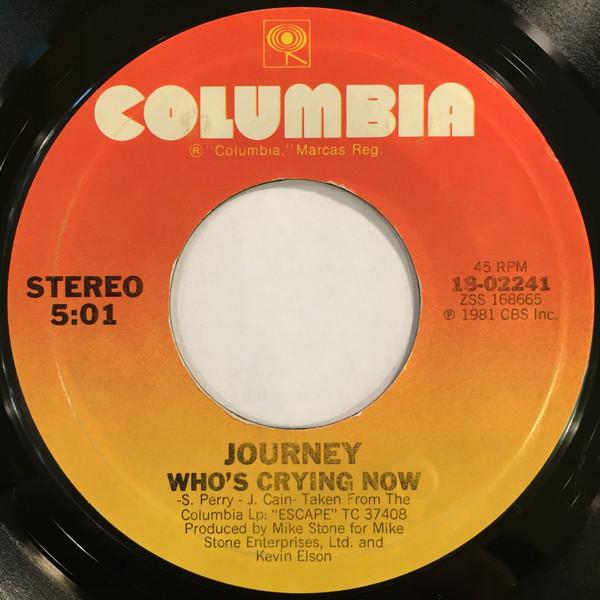 COLUMBIA
®"Columbia," Marcas Reg.
STEREO
5:01
45 RPM
18-02241
ZSS 168665
℗ 1981 CBS Inc.
JOURNEY
WHO'S CRYING NOW
-S. Perry - J. Cain- Taken From The
Columbia Lp: "ESCAPE" TC 37408
Produced by Mike Stone for Mike
Stone Enterprises, Ltd. and
Kevin Elson